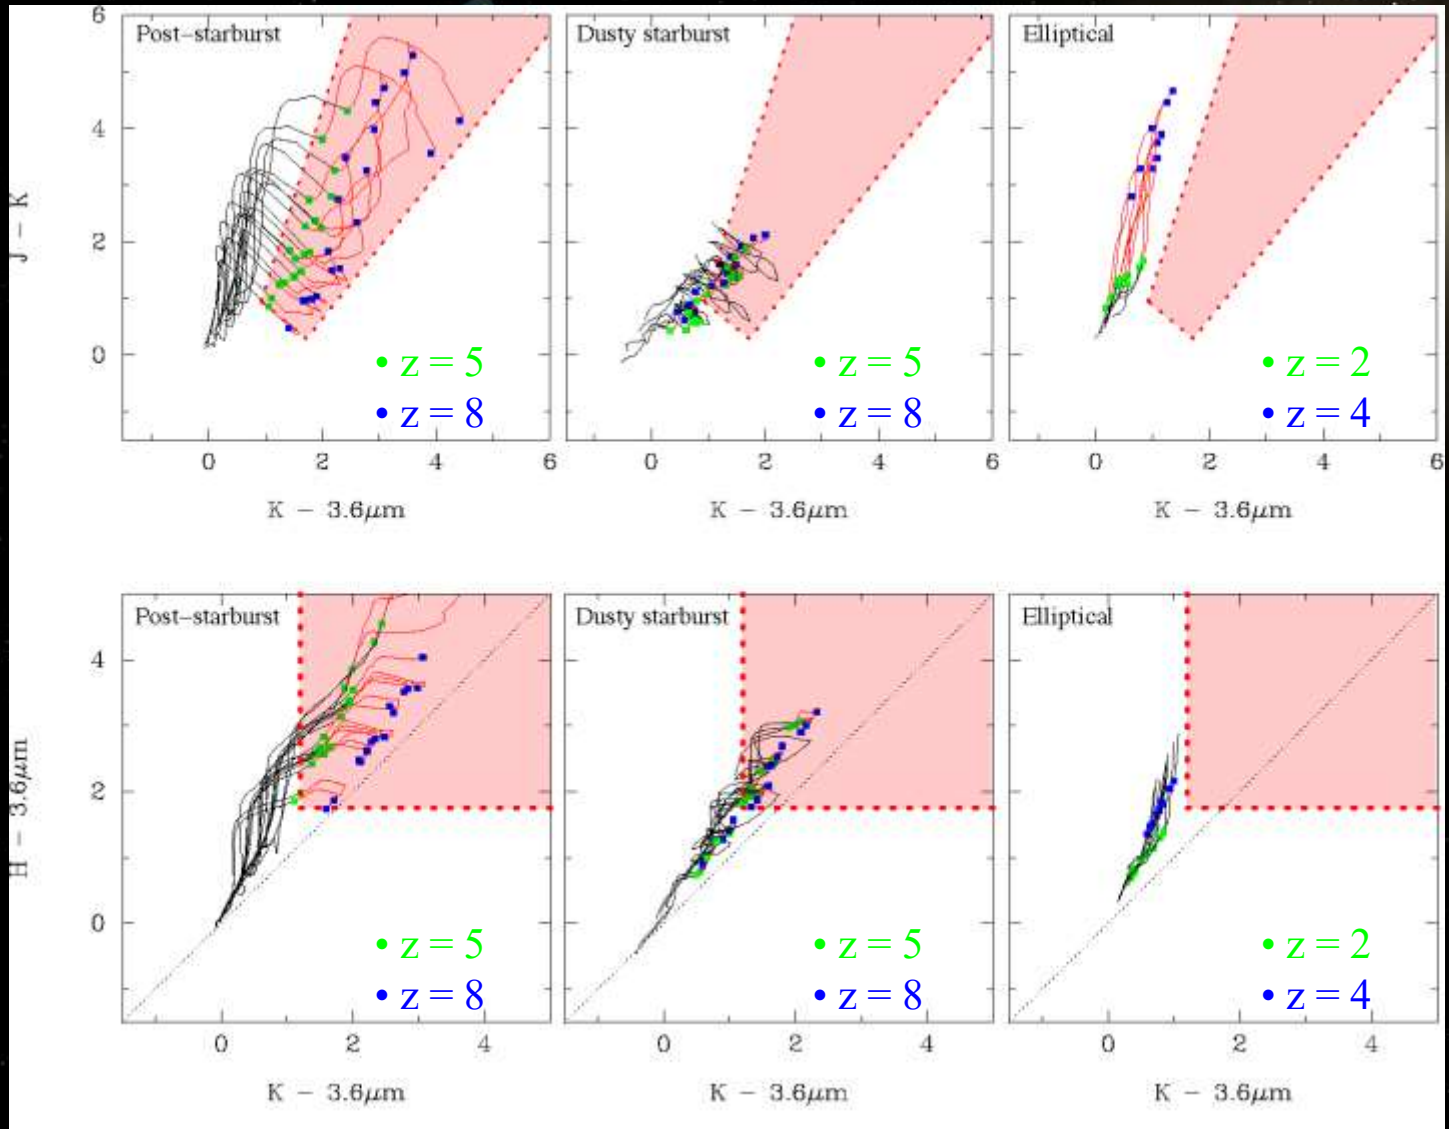 Post-starburst
Dusty starburst
Elliptical
6
4
2
0
J - K
• z = 5
• z = 8
• z = 5
• z = 8
• z = 2
• z = 4
0 2 4 6
0 2 4 6
0 2 4 6
K - 3.6μm
K - 3.6μm
K - 3.6μm
Post-starburst
Dusty starburst
Elliptical
4
2
0
H - 3.6μm
• z = 5
• z = 8
• z = 5
• z = 8
• z = 2
• z = 4
0 2 4
0 2 4
0 2 4
K - 3.6μm
K - 3.6μm
K - 3.6μm